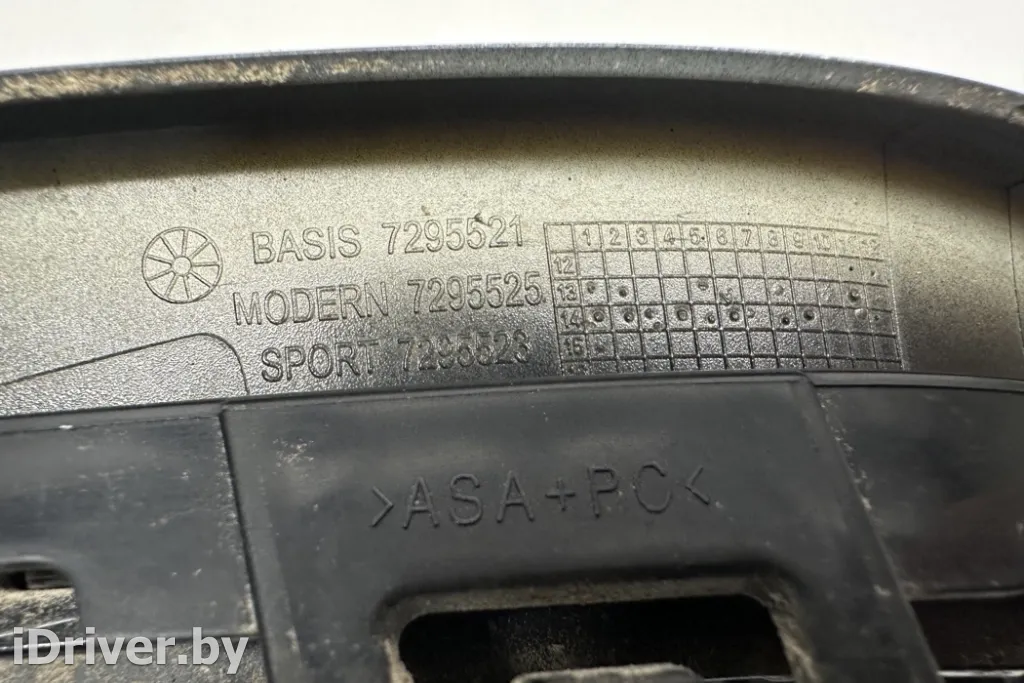 BASIS 7295521
MODERN 7295525
SPORT 7295523
1 2 3 4 5 6 7 8 9 10 11 12
12
13
14
15
>ASA+PC<
iDriver.by